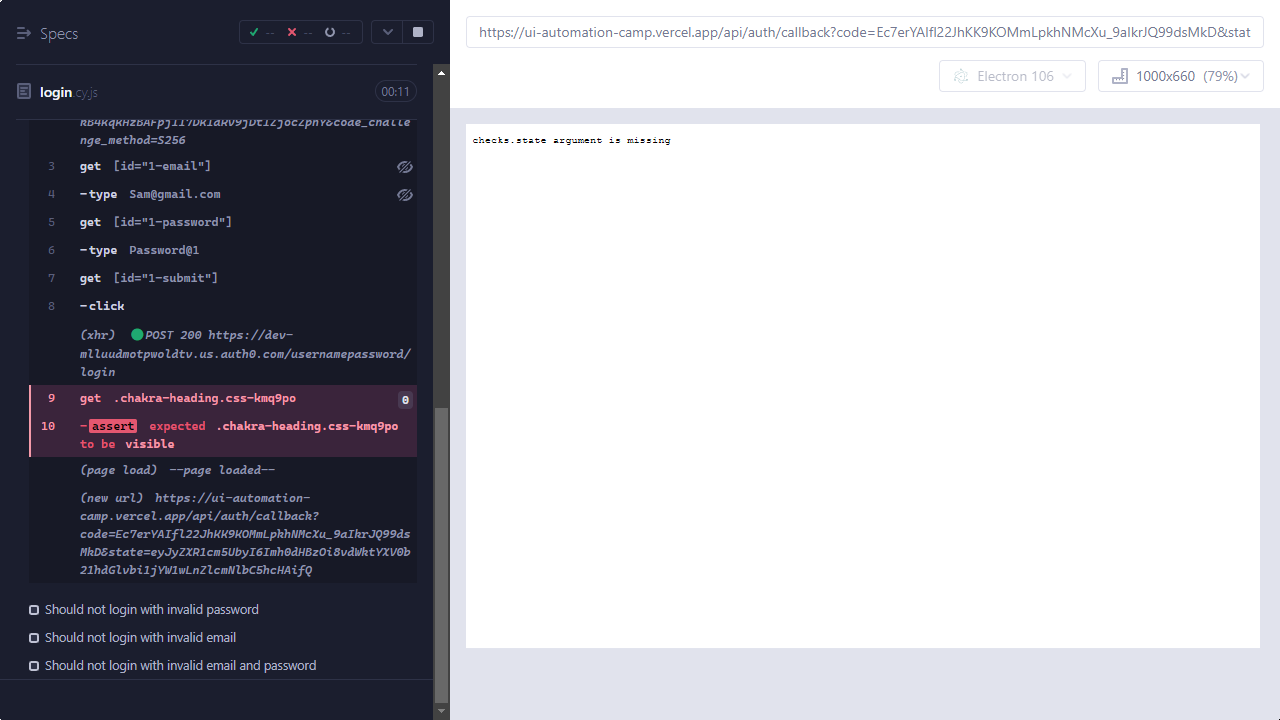 Specs
-- -- --
login.cy.js
00:11
nge_method=S256
3 get [id="1-email"]
4 -type Sam@gmail.com
5 get [id="1-password"]
6 -type Password@1
7 get [id="1-submit"]
8 -click
(xhr) POST 200 https://dev-
mlluudmotpwoldtv.us.auth0.com/usernamepassword/
login
9 get .chakra-heading.css-kmq9po 0
10 -assert expected .chakra-heading.css-kmq9po
to be visible
(page load) --page loaded--
(new url) https://ui-automation-
camp.vercel.app/api/auth/callback?
code=Ec7erYAIfl22JhKK9KOMmLpkhNMcXu_9aIkrJQ99ds
MkD&state=eyJyZXR1cm5UbyI6Imh0dHBzOi8vdWktYXV0b
21hdGlvbi1jYW1wLnZlcmNlbC5hcHAifQ
Should not login with invalid password
Should not login with invalid email
Should not login with invalid email and password
https://ui-automation-camp.vercel.app/api/auth/callback?code=Ec7erYAIfl22JhKK9KOMmLpkhNMcXu_9aIkrJQ99dsMkD&stat
Electron 106
1000x660 (79%)
checks.state argument is missing